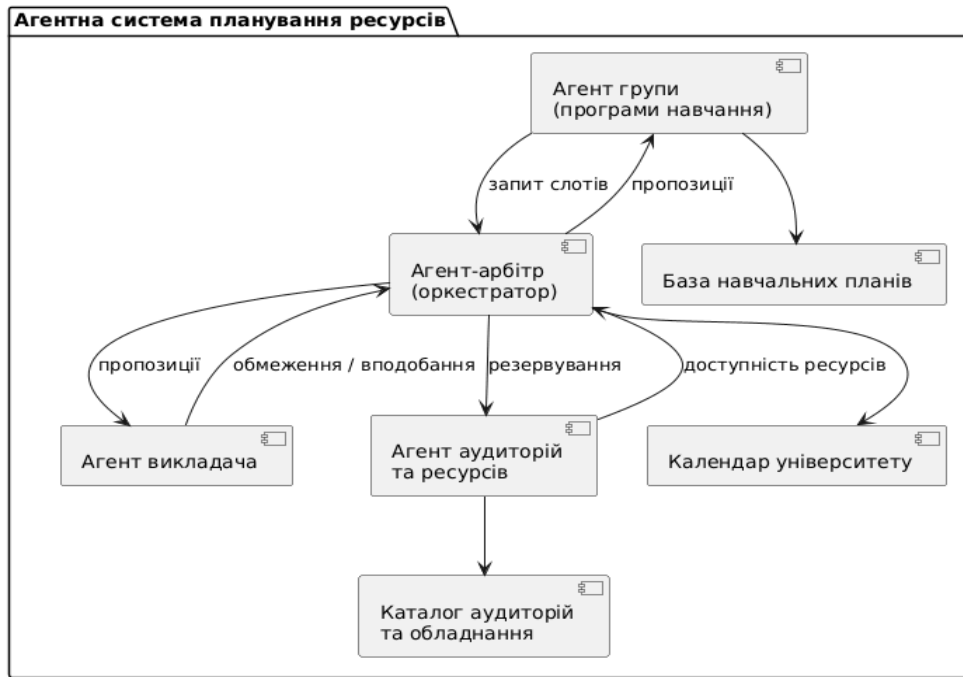 Агентна система планування ресурсів
Агент групи
(програми навчання)
запит слотів
пропозиції
Агент-арбітр
(оркестратор)
База навчальних планів
пропозиції
обмеження / вподобання
резервування
доступність ресурсів
Агент викладача
Агент аудиторій
та ресурсів
Календар університету
Каталог аудиторій
та обладнання